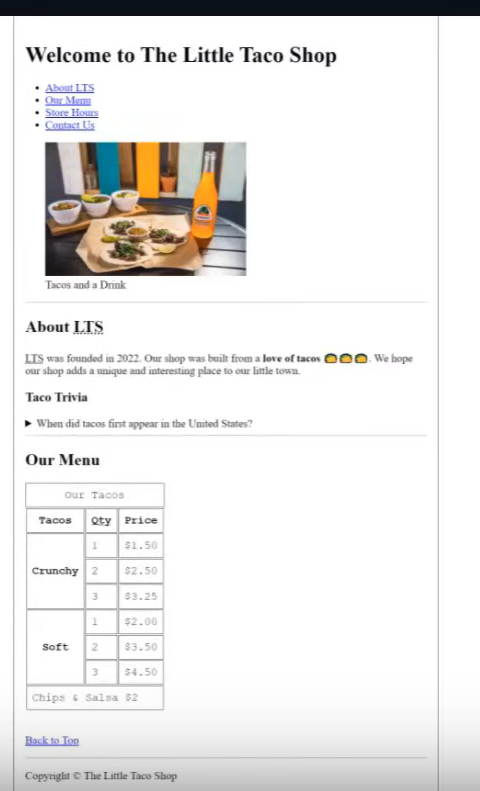 Welcome to The Little Taco Shop
About LTS
Our Menu
Store Hours
Contact Us
Tacos and a Drink
About LTS
LTS was founded in 2022. Our shop was built from a love of tacos 🌮🌮🌮. We hope
our shop adds a unique and interesting place to our little town.
Taco Trivia
▶ When did tacos first appear in the United States?
Our Menu
Our Tacos
Tacos Qty Price
Crunchy
1 $1.50
2 $2.50
3 $3.25
Soft
1 $2.00
2 $3.50
3 $4.50
Chips & Salsa $2
Back to Top
Copyright © The Little Taco Shop